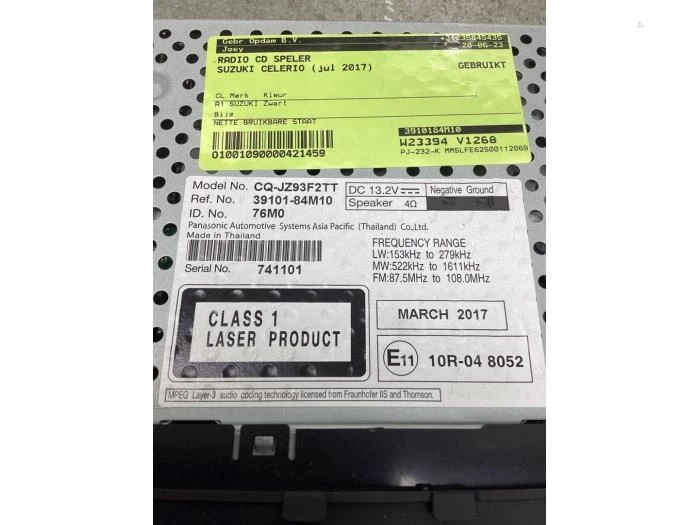 Gebr Opdam B.V.
Joey 28-06-23
RADIO CD SPELER
SUZUKI CELERIO (jul 2017) GEBRUIKT
CL Merk Kleur
A1 SUZUKI Zwart
Bijz
NETTE BRUIKBARE STAAT
3910184M10
01001090000421459 W23394 V1268
PJ-232-K MMSLFE62S00112069
Model No. CQ-JZ93F2TT DC 13.2V Negative Ground
Ref. No. 39101-84M10 Speaker 4Ω
ID. No. 76M0
Panasonic Automotive Systems Asia Pacific (Thailand) Co.,Ltd.
Made in Thailand
Serial No. 741101
FREQUENCY RANGE
LW:153kHz to 279kHz
MW:522kHz to 1611kHz
FM:87.5MHz to 108.0MHz
CLASS 1
LASER PRODUCT
MARCH 2017
E11 10R-04 8052
MPEG Layer-3 audio coding technology licensed from Fraunhofer IIS and Thomson.